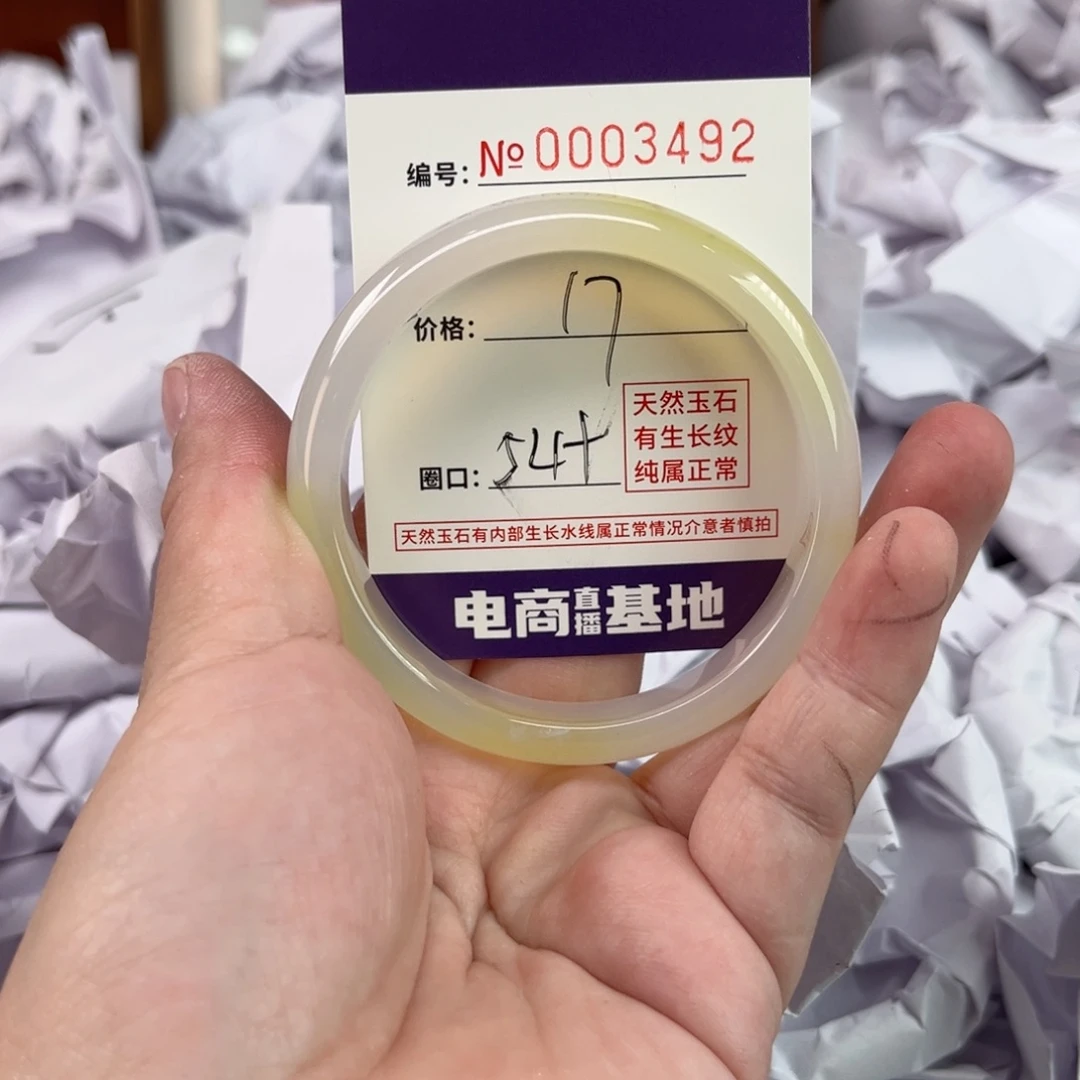 编号: № 0003492
价格: 17
圈口: 54+
天然玉石
有生长纹
纯属正常
天然玉石有内部生长水线属正常情况介意者慎拍
电商直播基地